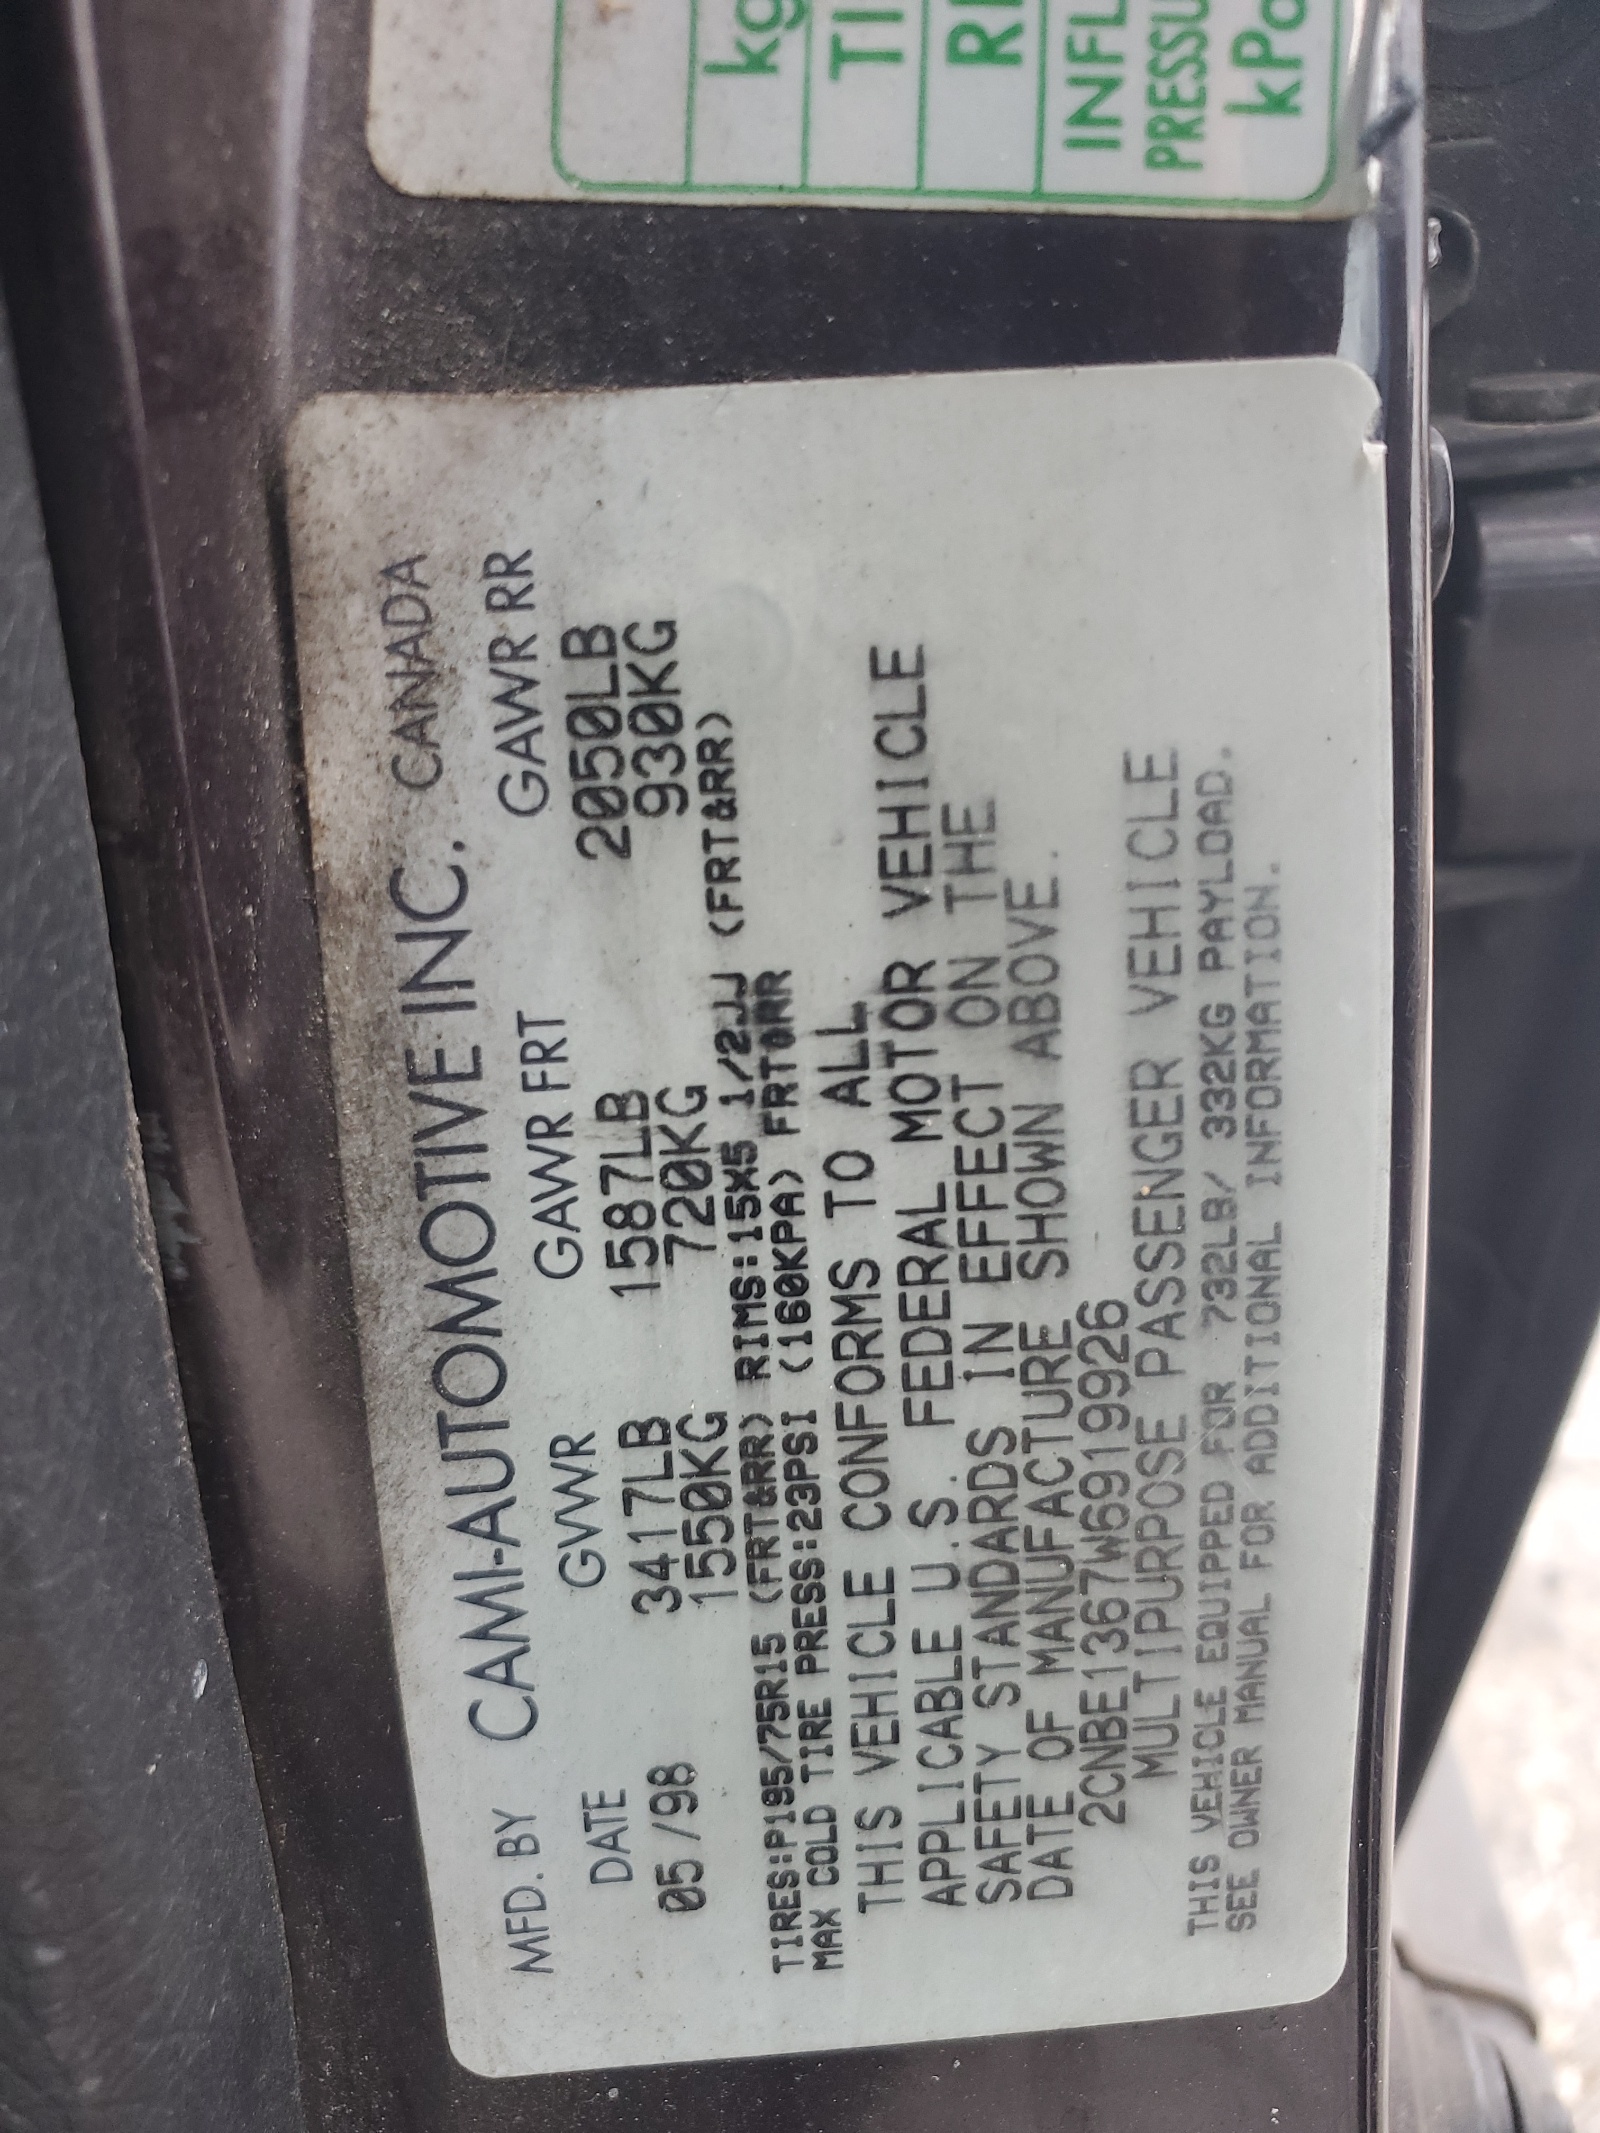 MFD. BY CAMI-AUTOMOTIVE INC. CANADA
DATE GVWR GAWR FRT GAWR RR
05/98 3417LB 1587LB 2050LB
1550KG 720KG 930KG
TIRES:P195/75R15 (FRT&RR) RIMS:15X5 1/2JJ (FRT&RR)
MAX COLD TIRE PRESS:23PSI (160KPA) FRT&RR
THIS VEHICLE CONFORMS TO ALL
APPLICABLE U.S. FEDERAL MOTOR VEHICLE
SAFETY STANDARDS IN EFFECT ON THE
DATE OF MANUFACTURE SHOWN ABOVE.
2CNBE1367W6919926
MULTIPURPOSE PASSENGER VEHICLE
THIS VEHICLE EQUIPPED FOR 732LB/ 332KG PAYLOAD.
SEE OWNER MANUAL FOR ADDITIONAL INFORMATION.
kg
TI
RI
INFL
PRESSU
kPa